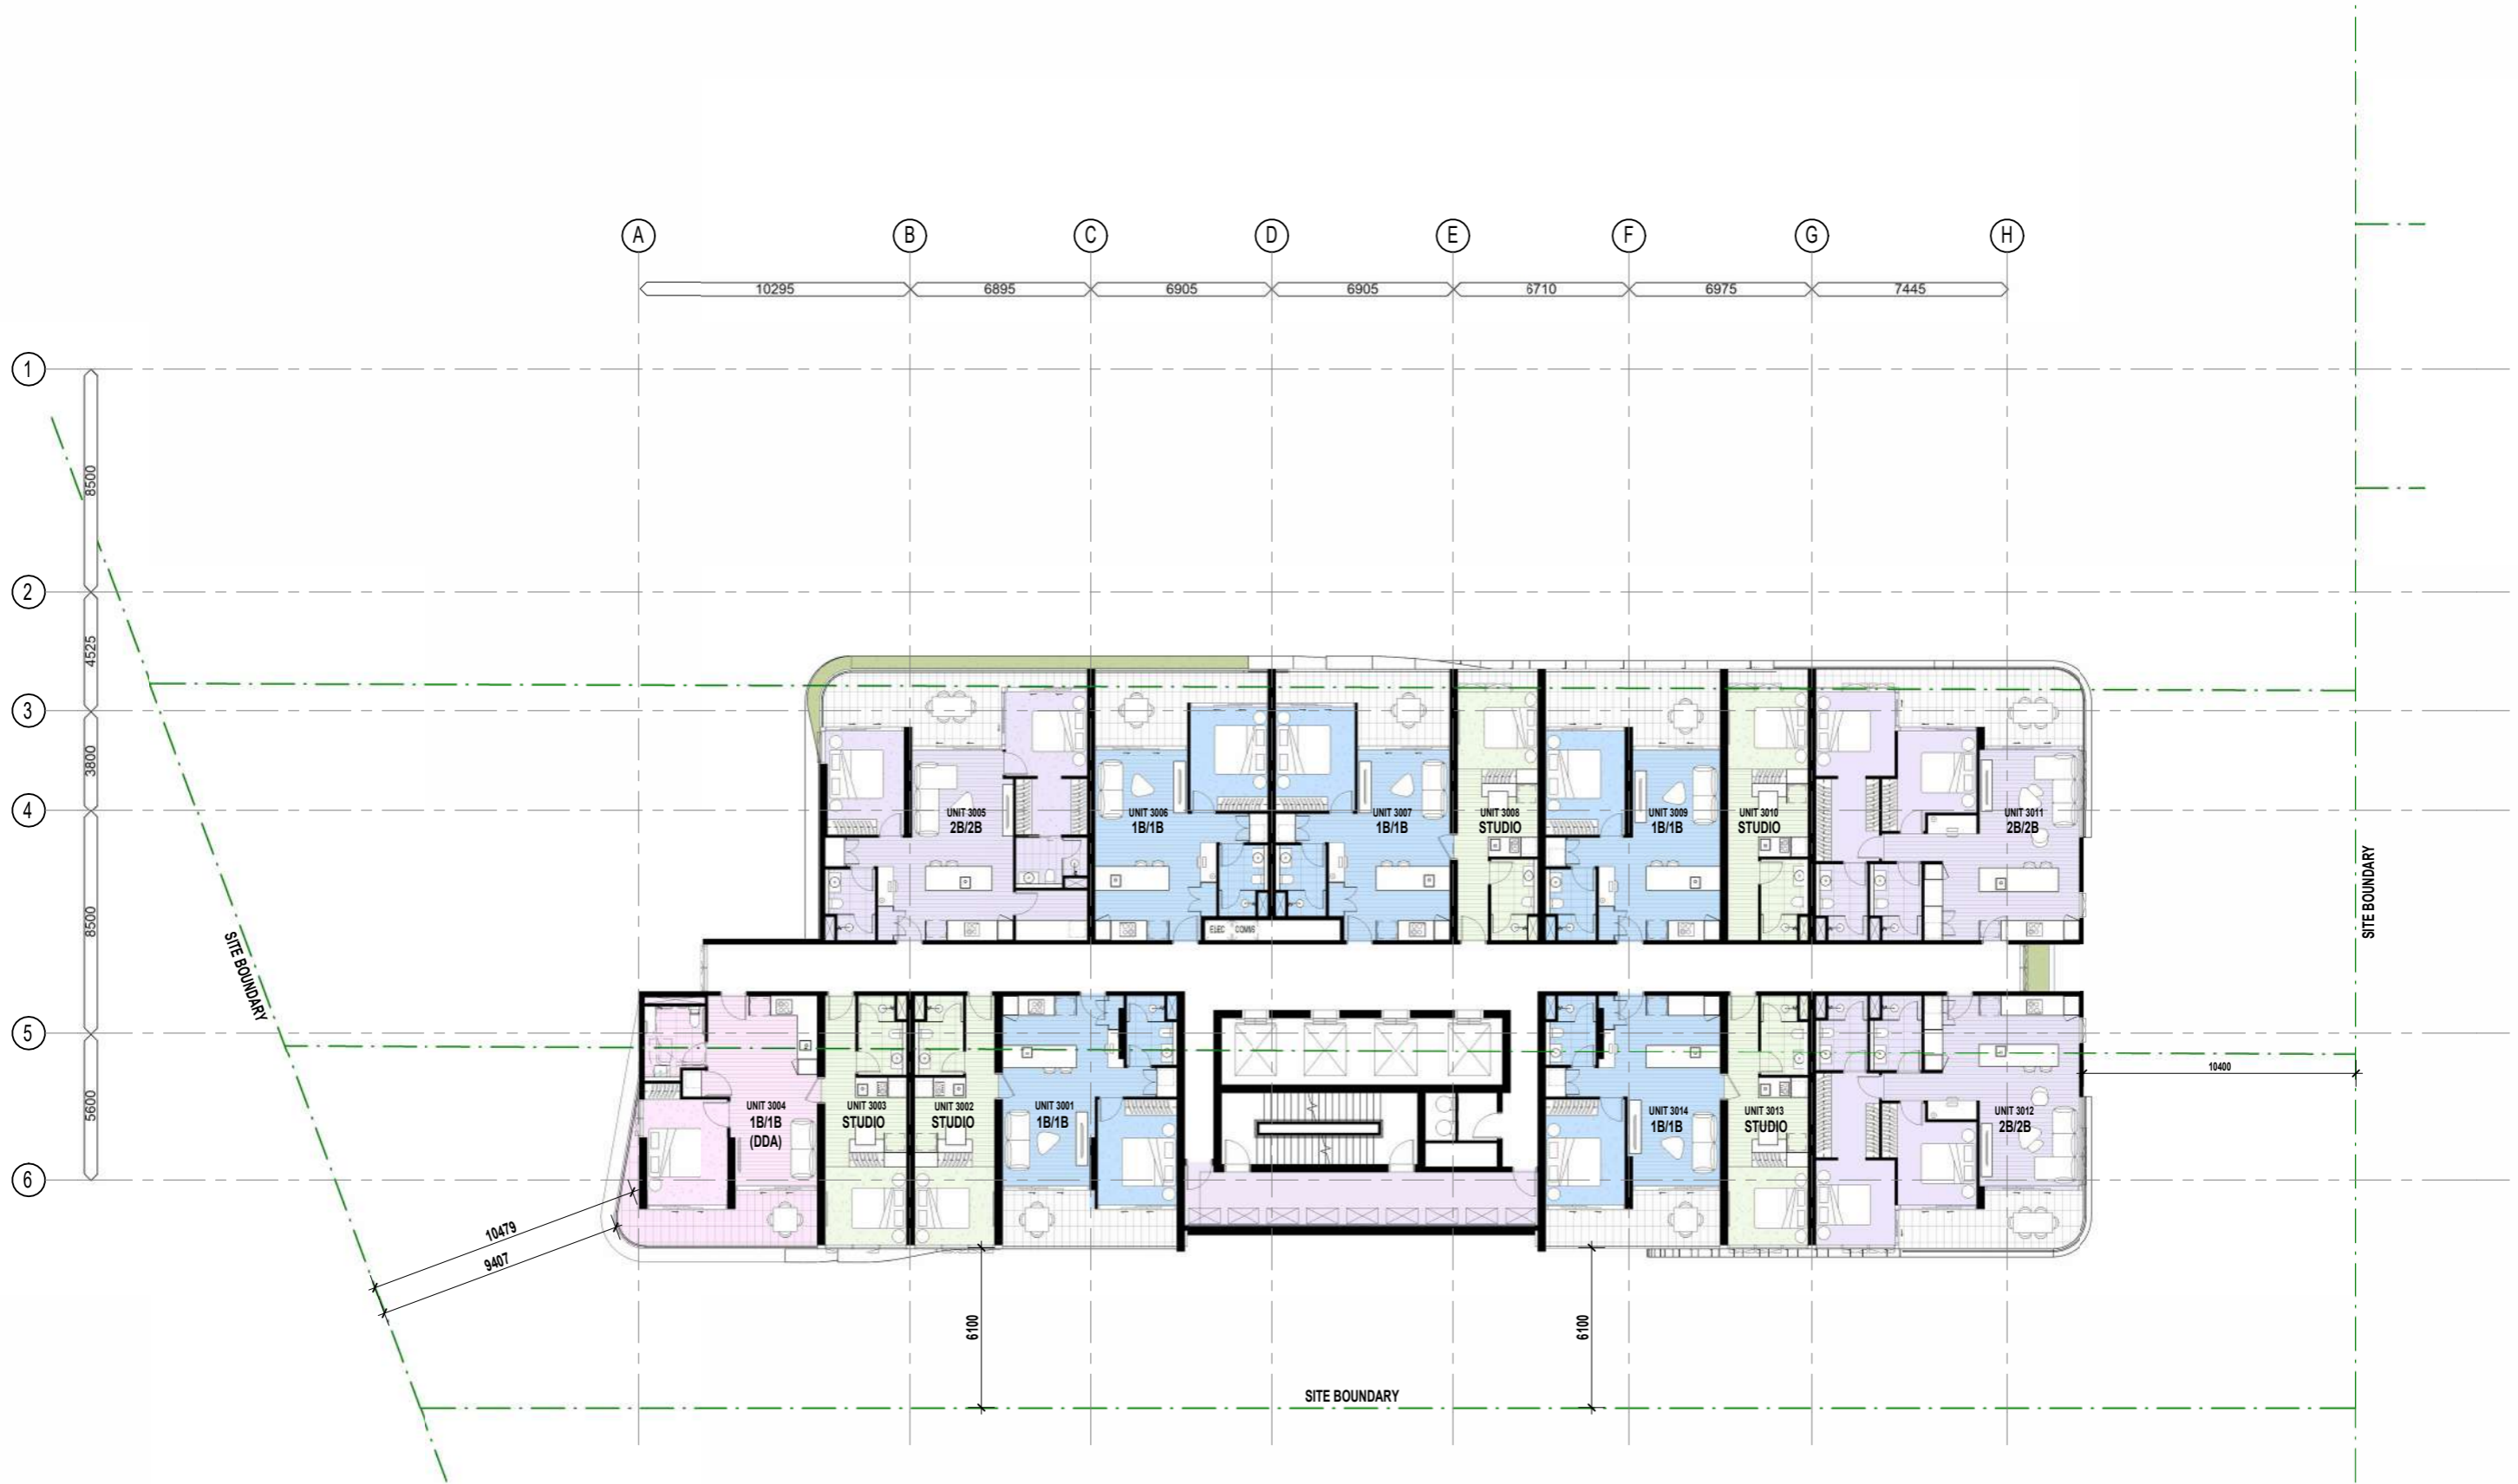 A
B
C
D
E
F
G
H
10295
6895
6905
6905
6710
6975
7445
1
8500
2
4525
3
3800
4
8500
5
5600
6
UNIT 3005
2B/2B
UNIT 3006
1B/1B
UNIT 3007
1B/1B
UNIT 3008
STUDIO
UNIT 3009
1B/1B
UNIT 3010
STUDIO
UNIT 3011
2B/2B
ELEC
COMMS
SITE BOUNDARY
SITE BOUNDARY
UNIT 3004
1B/1B
(DDA)
UNIT 3003
STUDIO
UNIT 3002
STUDIO
UNIT 3001
1B/1B
UNIT 3014
1B/1B
UNIT 3013
STUDIO
UNIT 3012
2B/2B
10400
10479
9407
6100
6100
SITE BOUNDARY